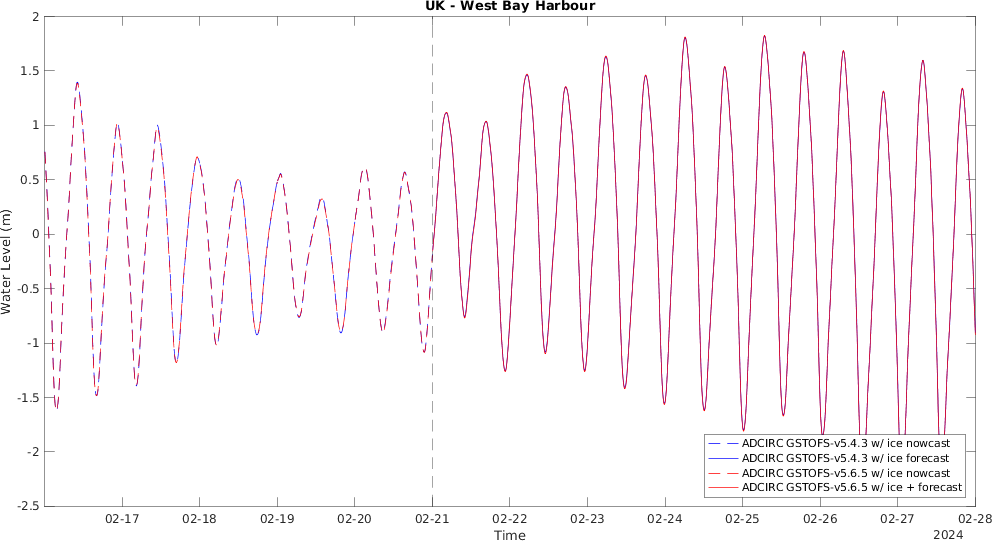 UK - West Bay Harbour
2
1.5
1
0.5
0
-0.5
-1
-1.5
-2
-2.5
Water Level (m)
ADCIRC GSTOFS-v5.4.3 w/ ice nowcast
ADCIRC GSTOFS-v5.4.3 w/ ice forecast
ADCIRC GSTOFS-v5.6.5 w/ ice nowcast
ADCIRC GSTOFS-v5.6.5 w/ ice + forecast
02-17 02-18 02-19 02-20 02-21 02-22 02-23 02-24 02-25 02-26 02-27 02-28
Time
2024